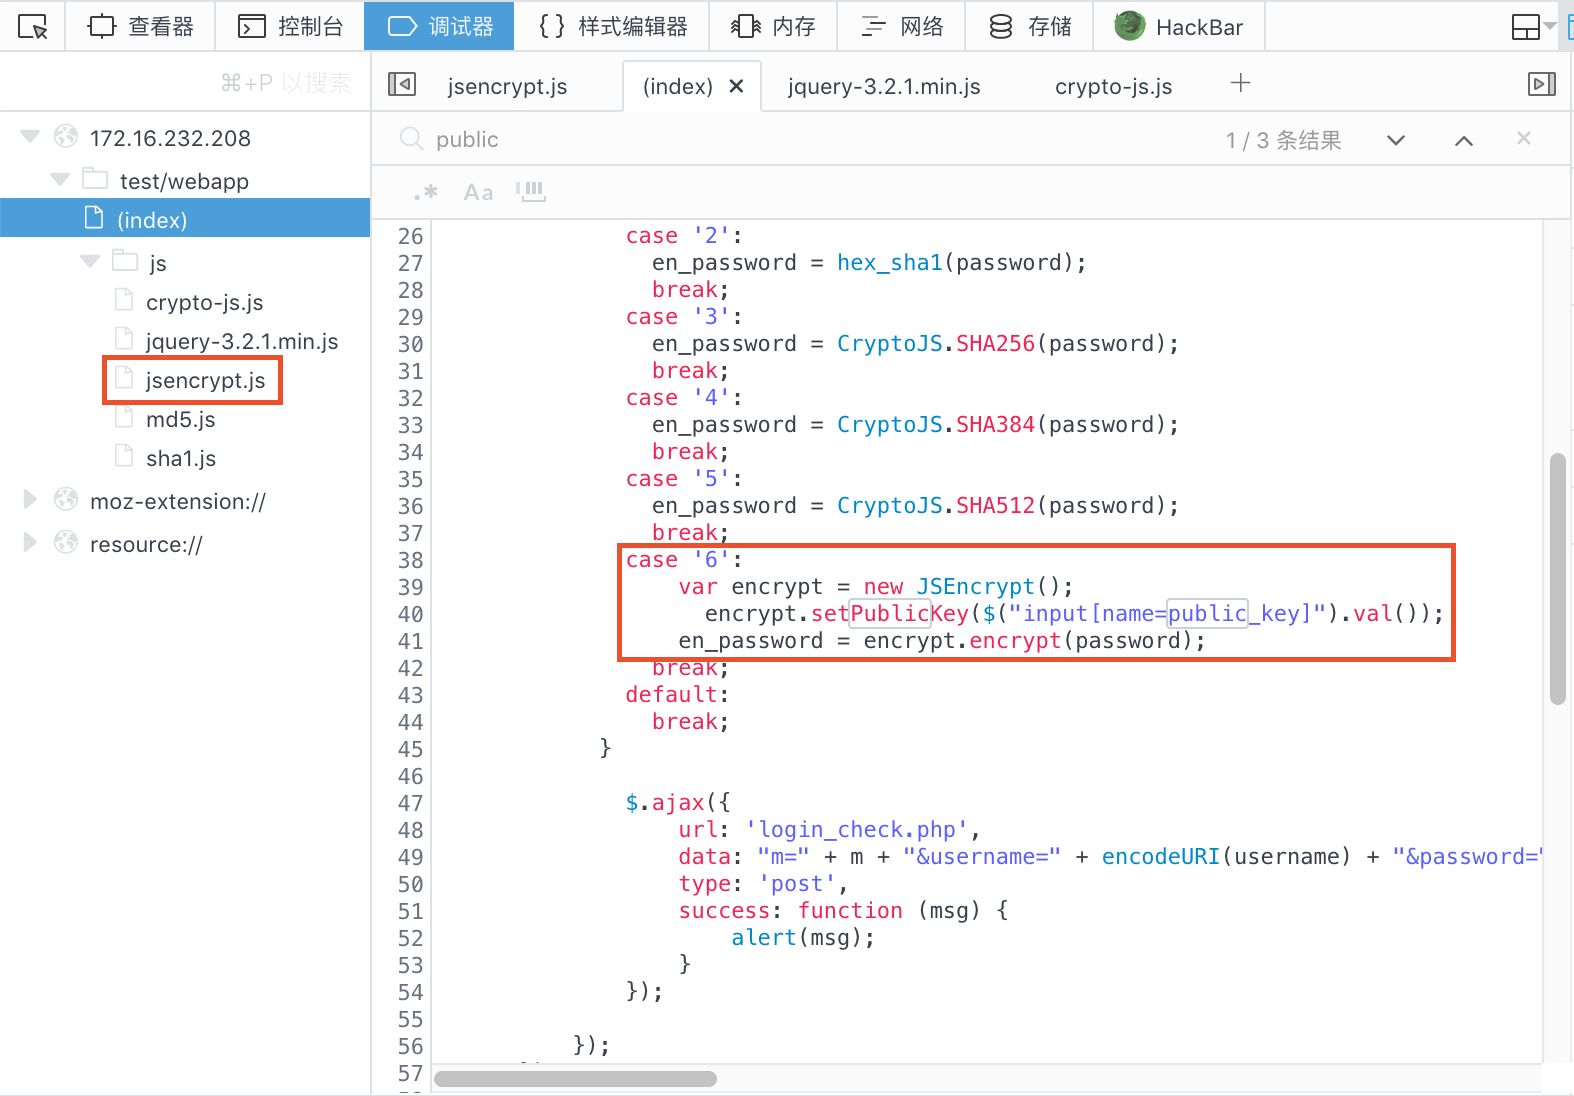 查看器 控制台 调试器 {} 样式编辑器 内存 网络 存储 HackBar
⌘+P 以搜索
jsencrypt.js (index) × jquery-3.2.1.min.js crypto-js.js +
172.16.232.208
test/webapp
(index)
js
crypto-js.js
jquery-3.2.1.min.js
jsencrypt.js
md5.js
sha1.js
moz-extension://
resource://
public 1 / 3 条结果 ×
.* Aa
26 case '2':
27 en_password = hex_sha1(password);
28 break;
29 case '3':
30 en_password = CryptoJS.SHA256(password);
31 break;
32 case '4':
33 en_password = CryptoJS.SHA384(password);
34 break;
35 case '5':
36 en_password = CryptoJS.SHA512(password);
37 break;
38 case '6':
39 var encrypt = new JSEncrypt();
40 encrypt.setPublicKey($("input[name=public_key]").val());
41 en_password = encrypt.encrypt(password);
42 break;
43 default:
44 break;
45 }
46
47 $.ajax({
48 url: 'login_check.php',
49 data: "m=" + m + "&username=" + encodeURI(username) + "&password="
50 type: 'post',
51 success: function (msg) {
52 alert(msg);
53 }
54 });
55
56 });
57